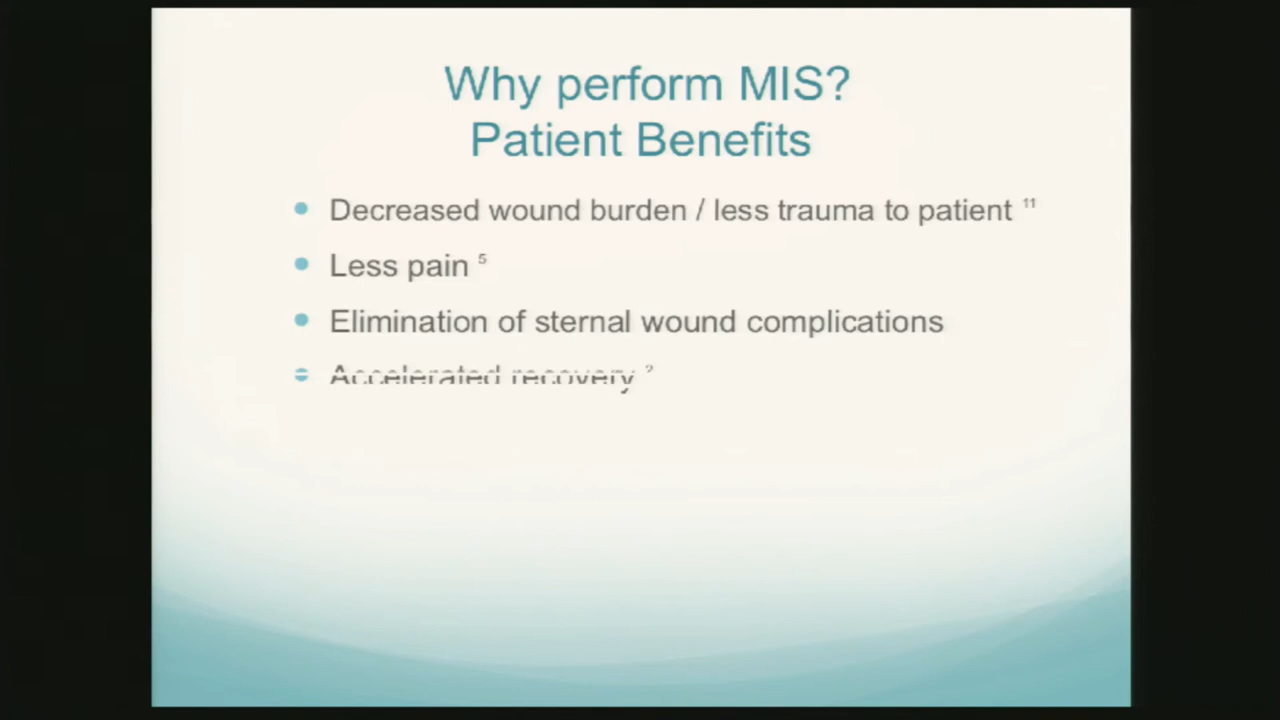 Why perform MIS?
Patient Benefits
• Decreased wound burden / less trauma to patient ¹¹
• Less pain ⁵
• Elimination of sternal wound complications
• Accelerated recovery